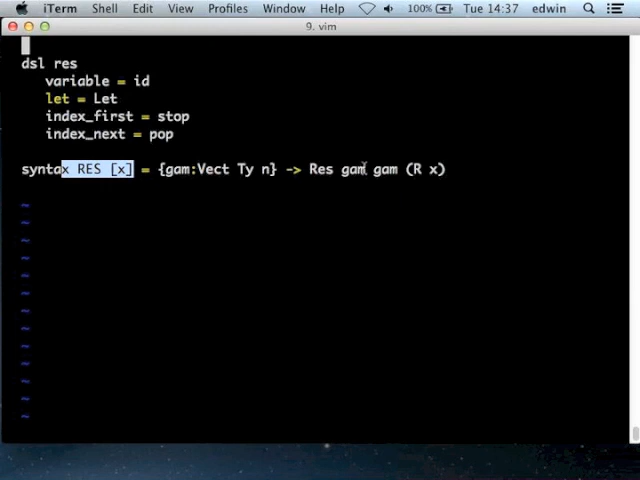 iTerm Shell Edit View Profiles Window Help 100% Tue 14:37 edwin
9. vim
dsl res
variable = id
let = Let
index_first = stop
index_next = pop
syntax RES [x] = {gam:Vect Ty n} -> Res gam gam (R x)
~
~
~
~
~
~
~
~
~
~
~
~
~